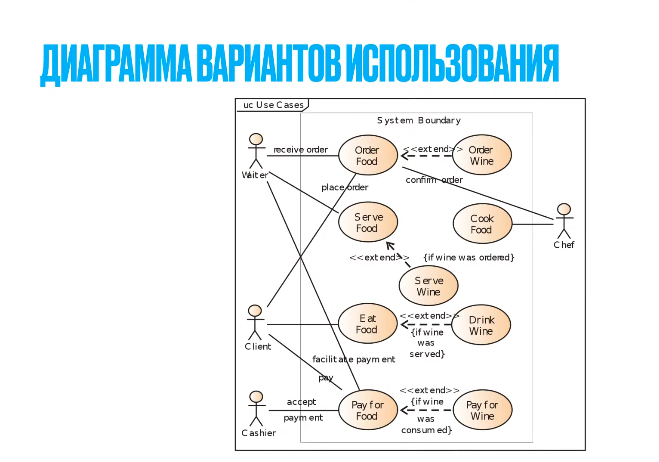 ДИАГРАММА ВАРИАНТОВ ИСПОЛЬЗОВАНИЯ
uc Use Cases
System Boundary
receive order
Order
Food
<<extend>>
Order
Wine
Waiter
place order
confirm order
Serve
Food
Cook
Food
Chef
<<extend>>
{if wine was ordered}
Serve
Wine
Client
Eat
Food
<<extend>>
{if wine
was
served}
Drink
Wine
facilitate payment
pay
Cashier
accept
payment
Pay for
Food
<<extend>>
{if wine
was
consumed}
Pay for
Wine